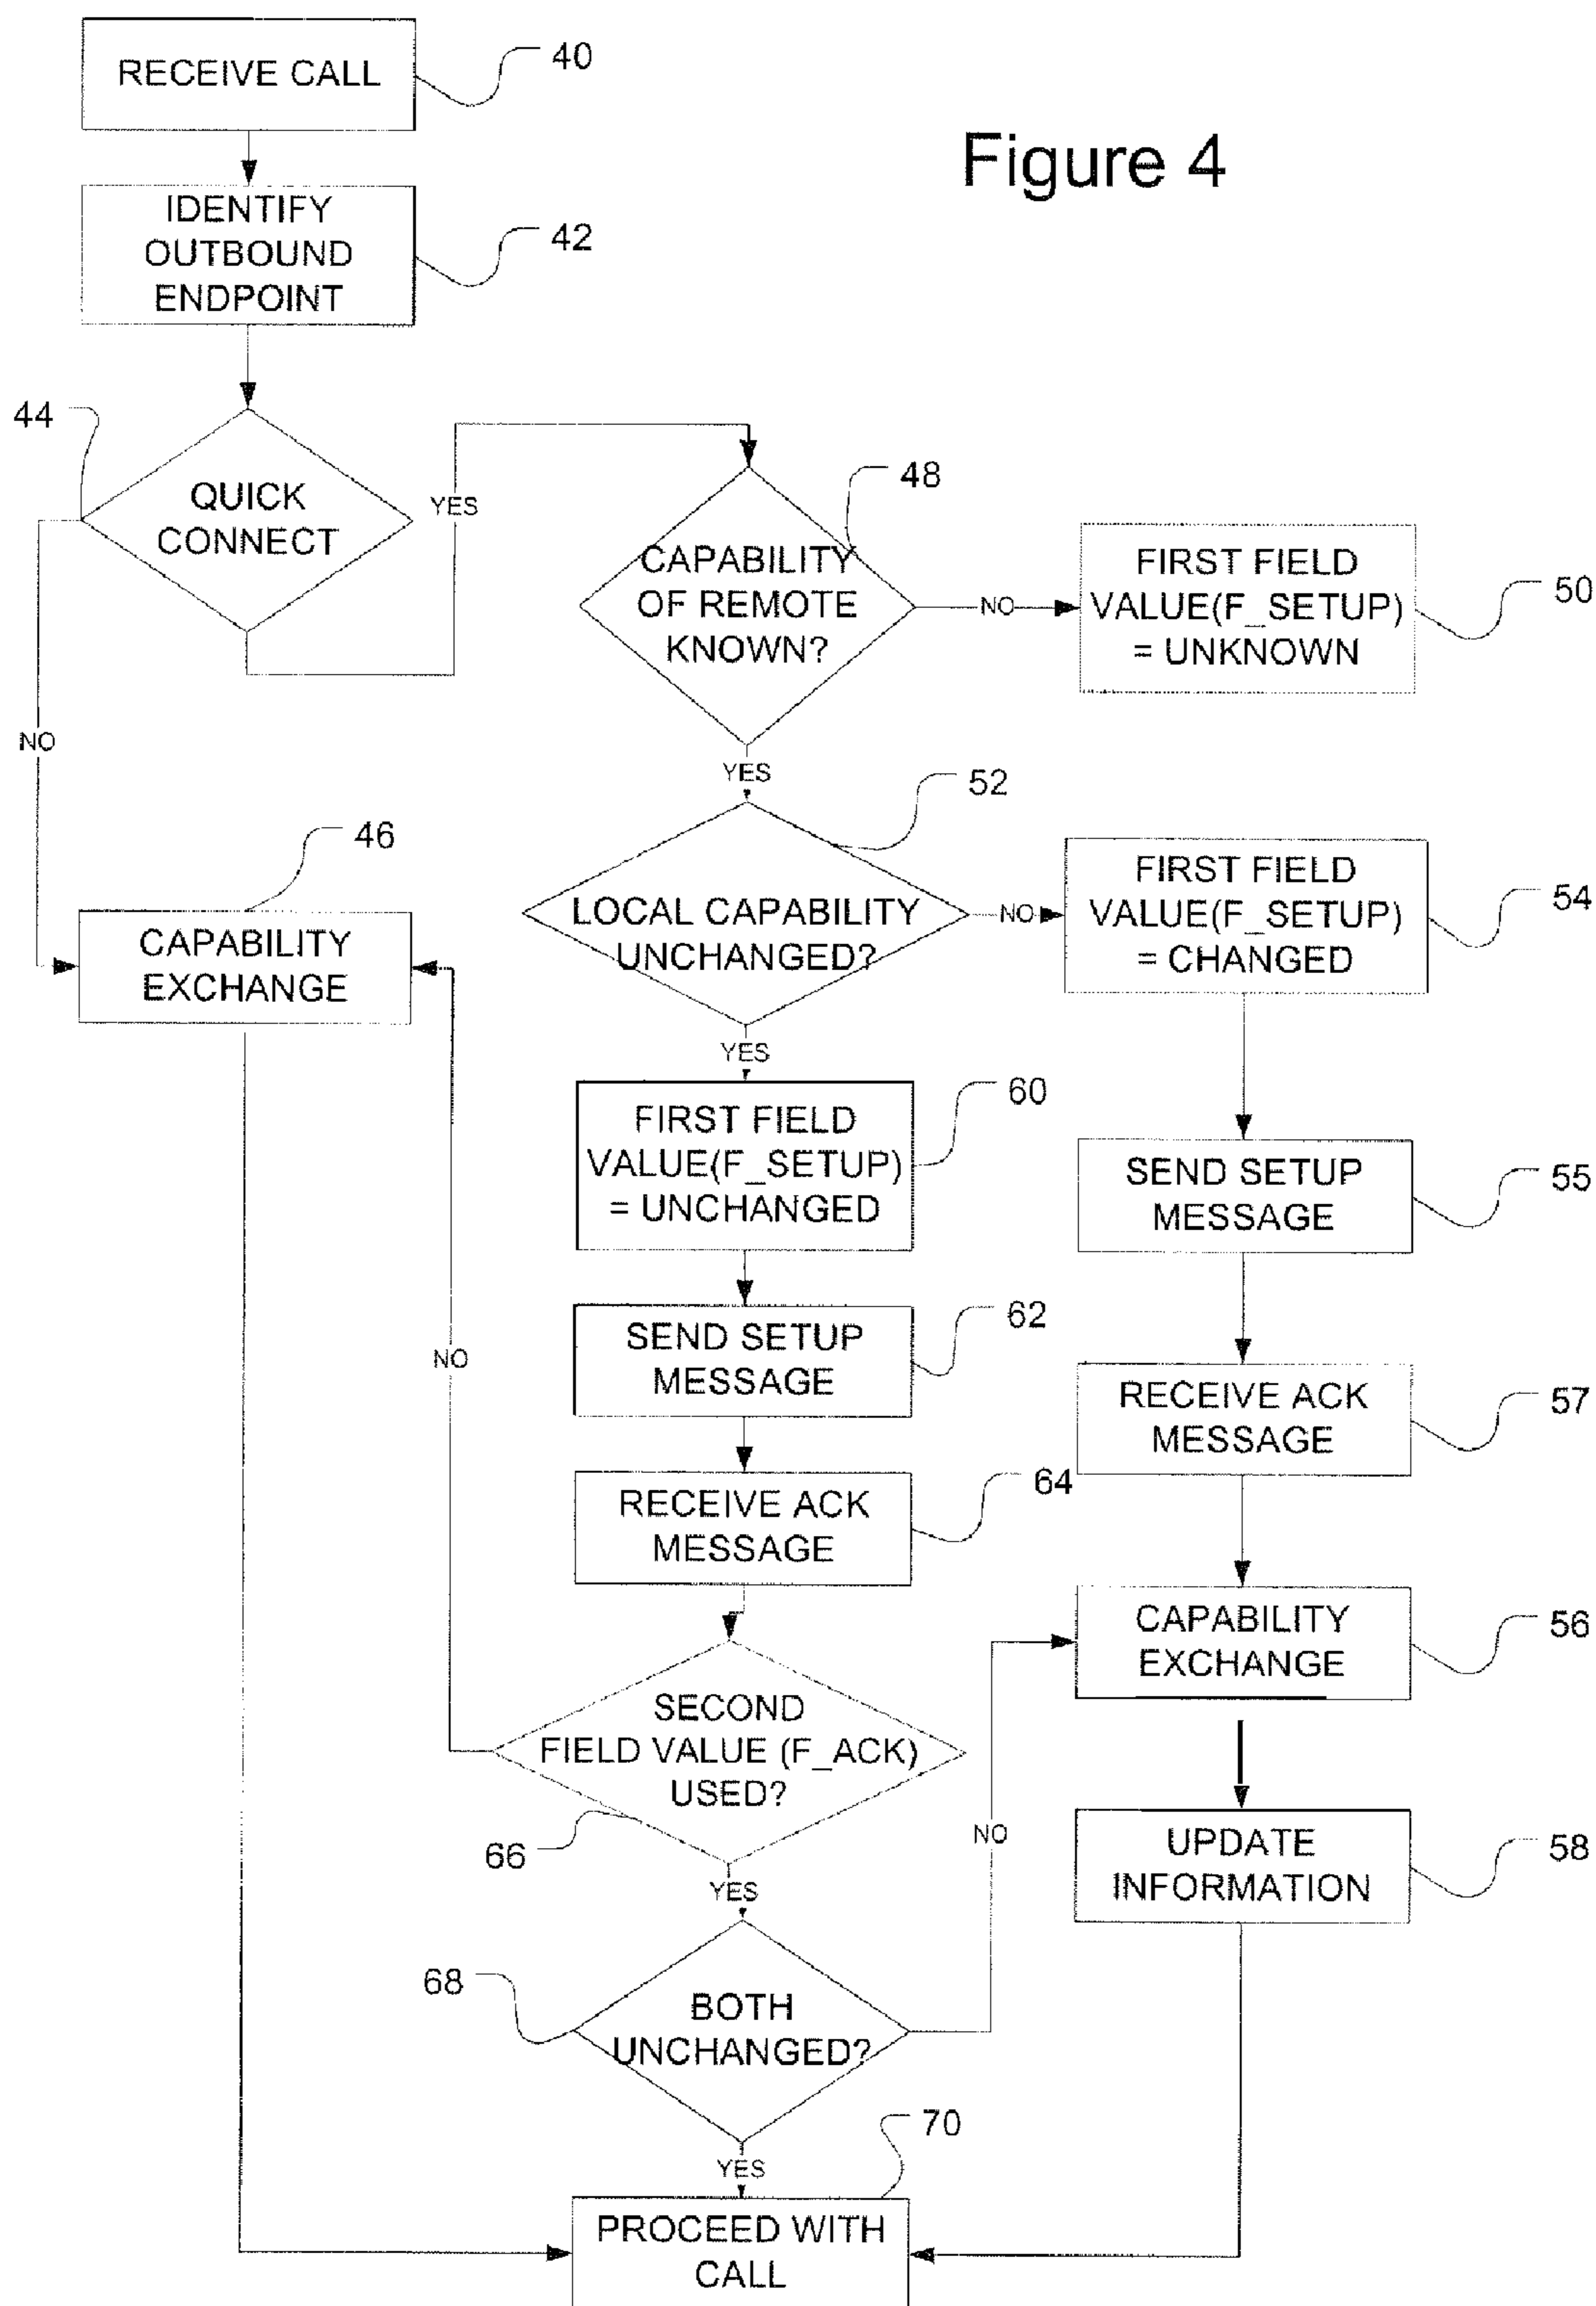 RECEIVE CALL
40
Figure 4
IDENTIFY
OUTBOUND
ENDPOINT
42
44
QUICK
CONNECT
YES
NO
48
CAPABILITY
OF REMOTE
KNOWN?
NO
FIRST FIELD
VALUE(F_SETUP)
= UNKNOWN
50
YES
52
LOCAL CAPABILITY
UNCHANGED?
NO
FIRST FIELD
VALUE(F_SETUP)
= CHANGED
54
46
CAPABILITY
EXCHANGE
YES
FIRST FIELD
VALUE(F_SETUP)
= UNCHANGED
60
SEND SETUP
MESSAGE
55
SEND SETUP
MESSAGE
62
NO
RECEIVE ACK
MESSAGE
57
RECEIVE ACK
MESSAGE
64
CAPABILITY
EXCHANGE
56
SECOND
FIELD VALUE (F_ACK)
USED?
66
YES
NO
UPDATE
INFORMATION
58
68
BOTH
UNCHANGED?
YES
70
PROCEED WITH
CALL